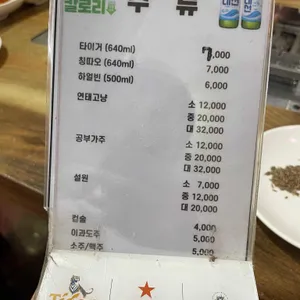 칼로리
주 류
타이거 (640ml) 7,000
칭따오 (640ml) 7,000
하얼빈 (500ml) 6,000
연태고냥 소 12,000
중 20,000
대 32,000
공부가주 소 12,000
중 20,000
대 32,000
설원 소 7,000
중 12,000
대 20,000
컵술 4,000
이과도주 5,000
소주/맥주 5,000